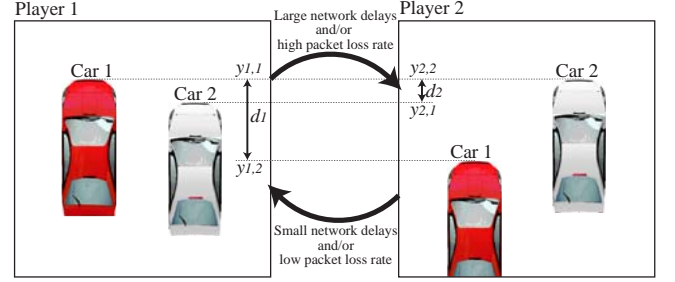 Player 1
Large network delays
and/or
high packet loss rate
Player 2
Car 1
Car 2
y1,1
d1
y1,2
y2,2
d2
y2,1
Car 2
Car 1
Small network delays
and/or
low packet loss rate